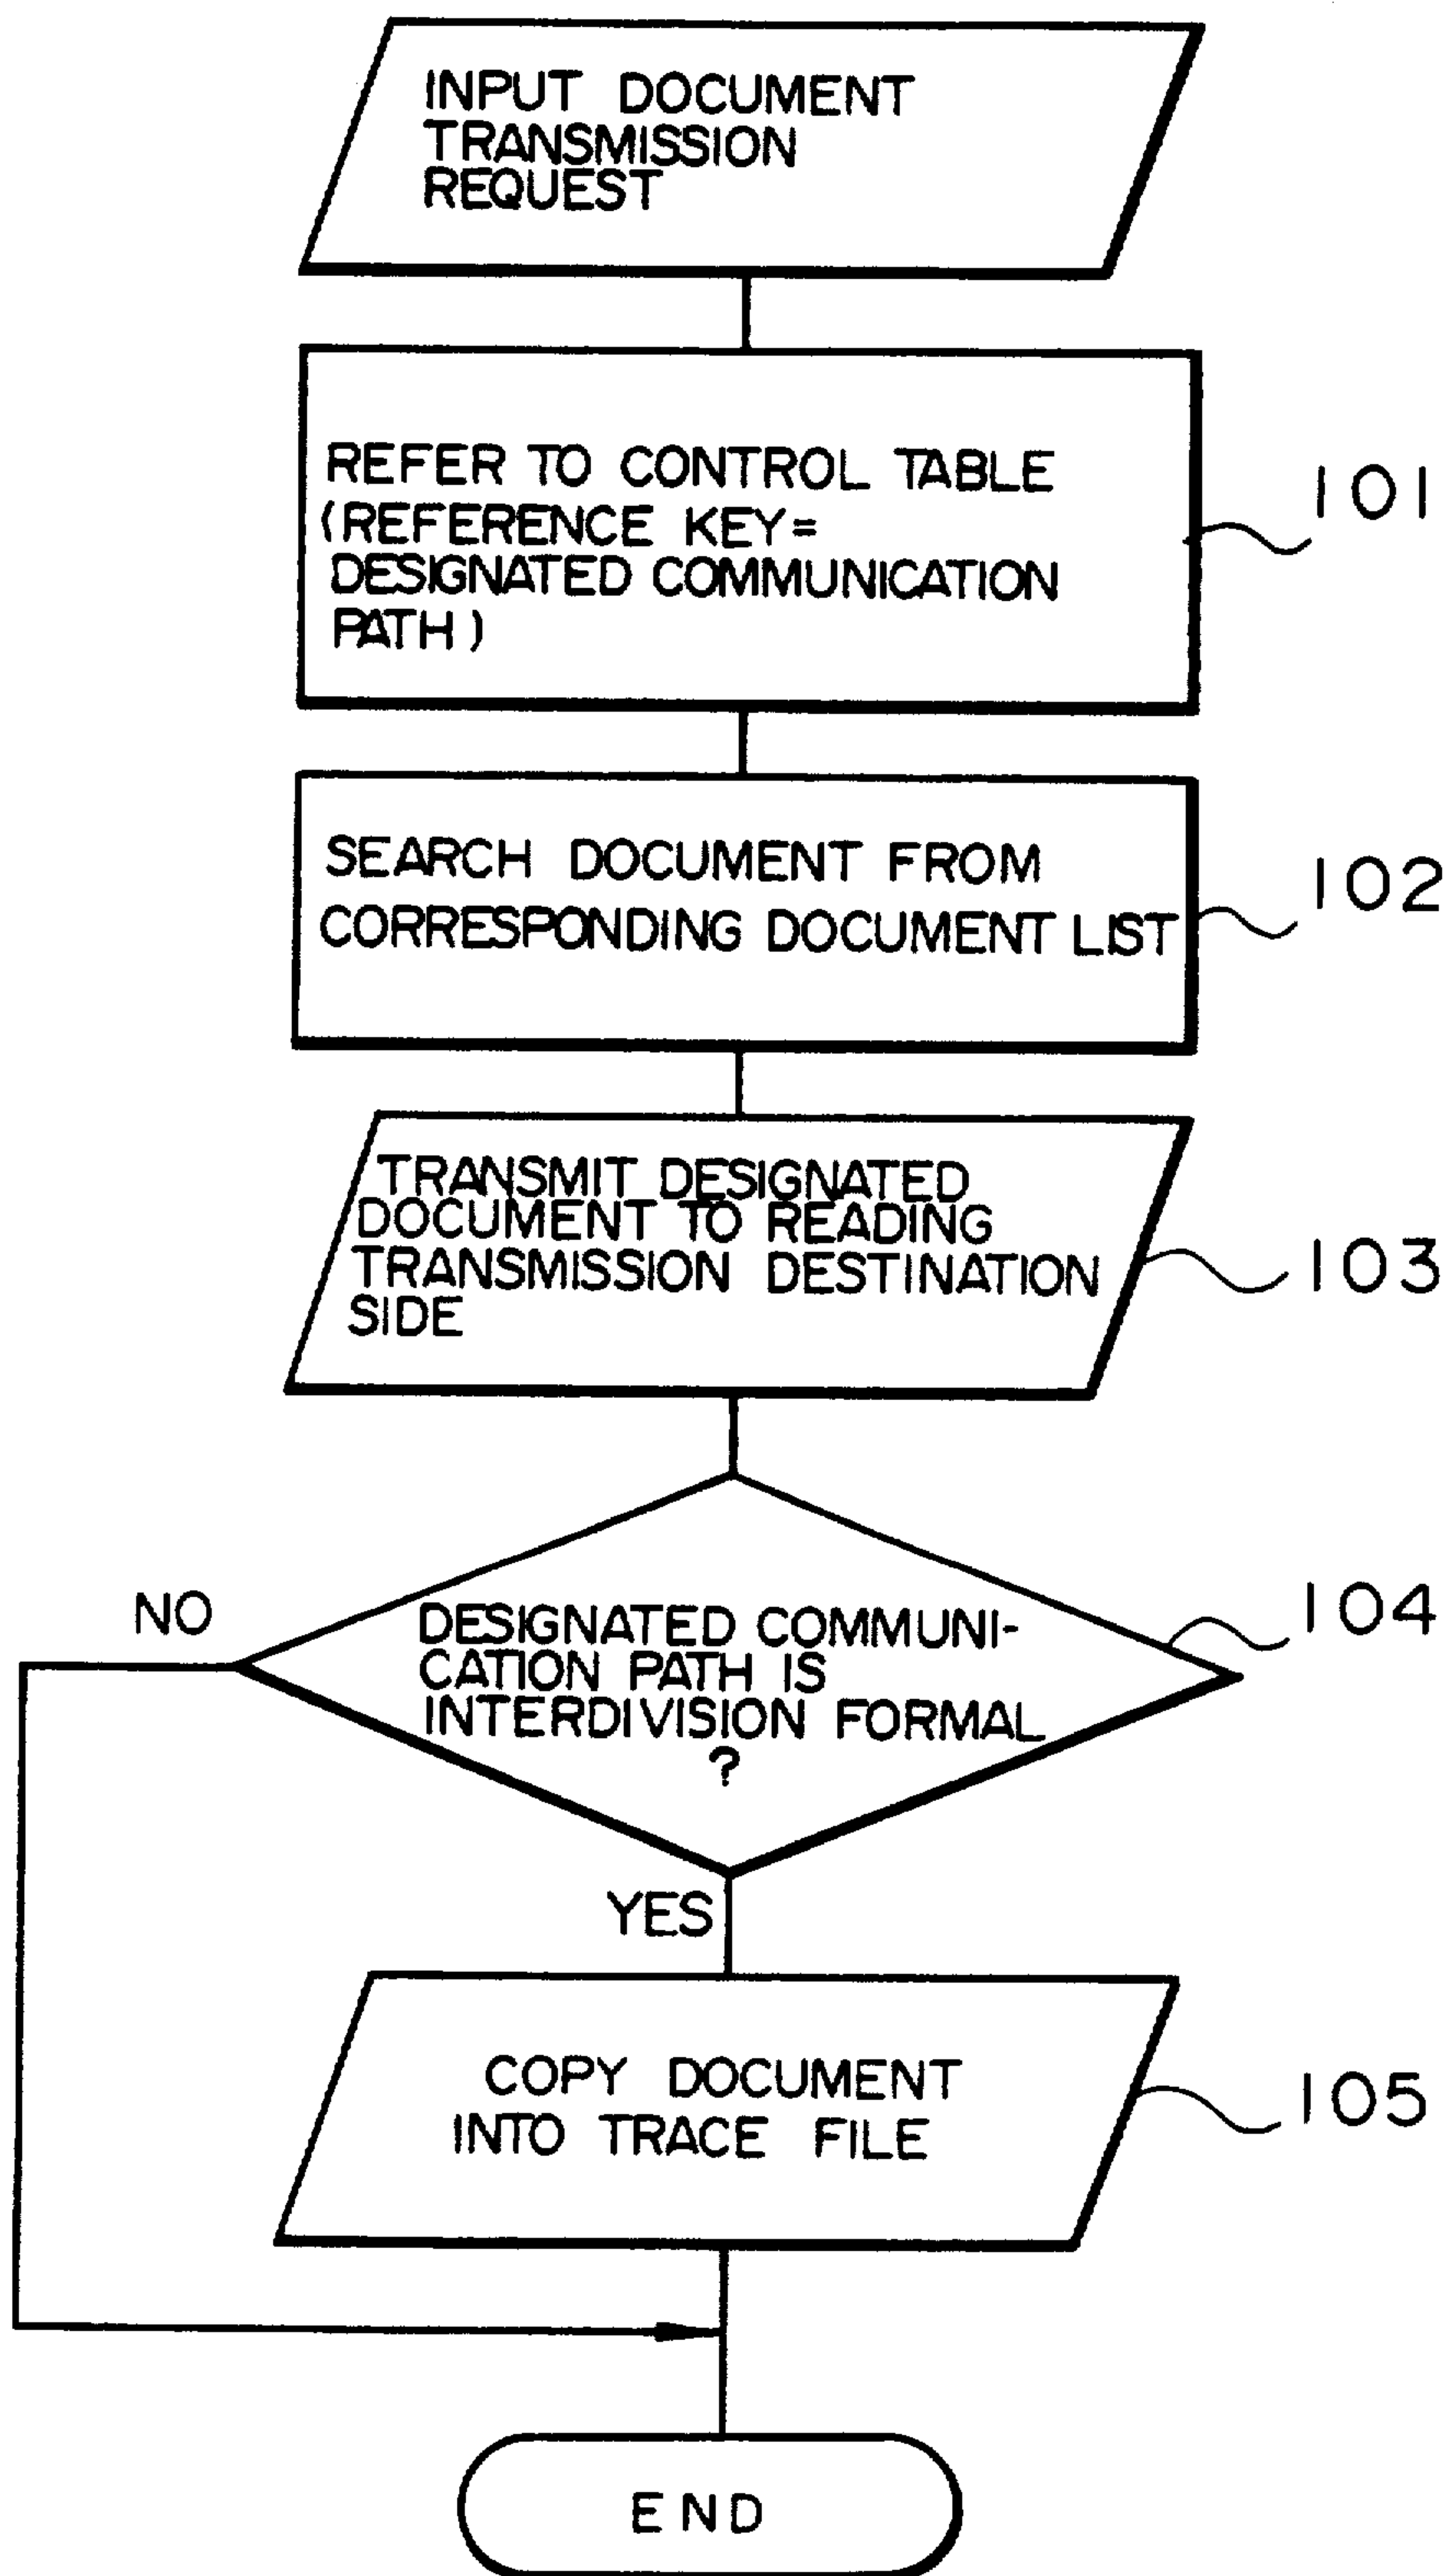 INPUT DOCUMENT
TRANSMISSION
REQUEST
REFER TO CONTROL TABLE
(REFERENCE KEY=
DESIGNATED COMMUNICATION
PATH)
101
SEARCH DOCUMENT FROM
CORRESPONDING DOCUMENT LIST
102
TRANSMIT DESIGNATED
DOCUMENT TO READING
TRANSMISSION DESTINATION
SIDE
103
NO
DESIGNATED COMMUNI-
CATION PATH IS
INTERDIVISION FORMAL
?
104
YES
COPY DOCUMENT
INTO TRACE FILE
105
END